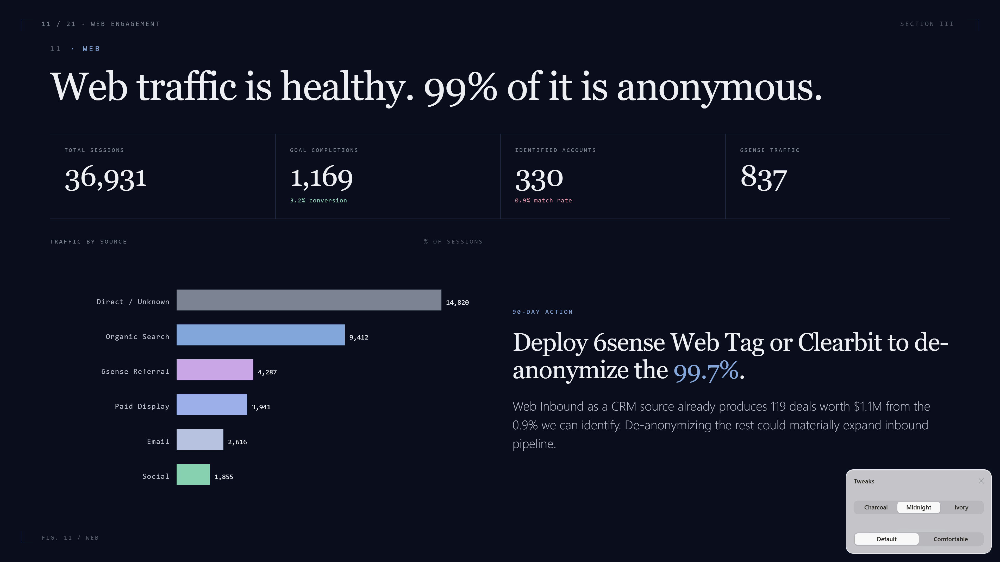 11 / 21 · WEB ENGAGEMENT
SECTION III
11 · WEB
Web traffic is healthy. 99% of it is anonymous.
TOTAL SESSIONS
36,931
GOAL COMPLETIONS
1,169
3.2% conversion
IDENTIFIED ACCOUNTS
330
0.9% match rate
6SENSE TRAFFIC
837
TRAFFIC BY SOURCE
% OF SESSIONS
Direct / Unknown 14,820
Organic Search 9,412
6sense Referral 4,287
Paid Display 3,941
Email 2,616
Social 1,855
90-DAY ACTION
Deploy 6sense Web Tag or Clearbit to de-
anonymize the 99.7%.
Web Inbound as a CRM source already produces 119 deals worth $1.1M from the
0.9% we can identify. De-anonymizing the rest could materially expand inbound
pipeline.
FIG. 11 / WEB
Tweaks
Charcoal Midnight Ivory
Default Comfortable